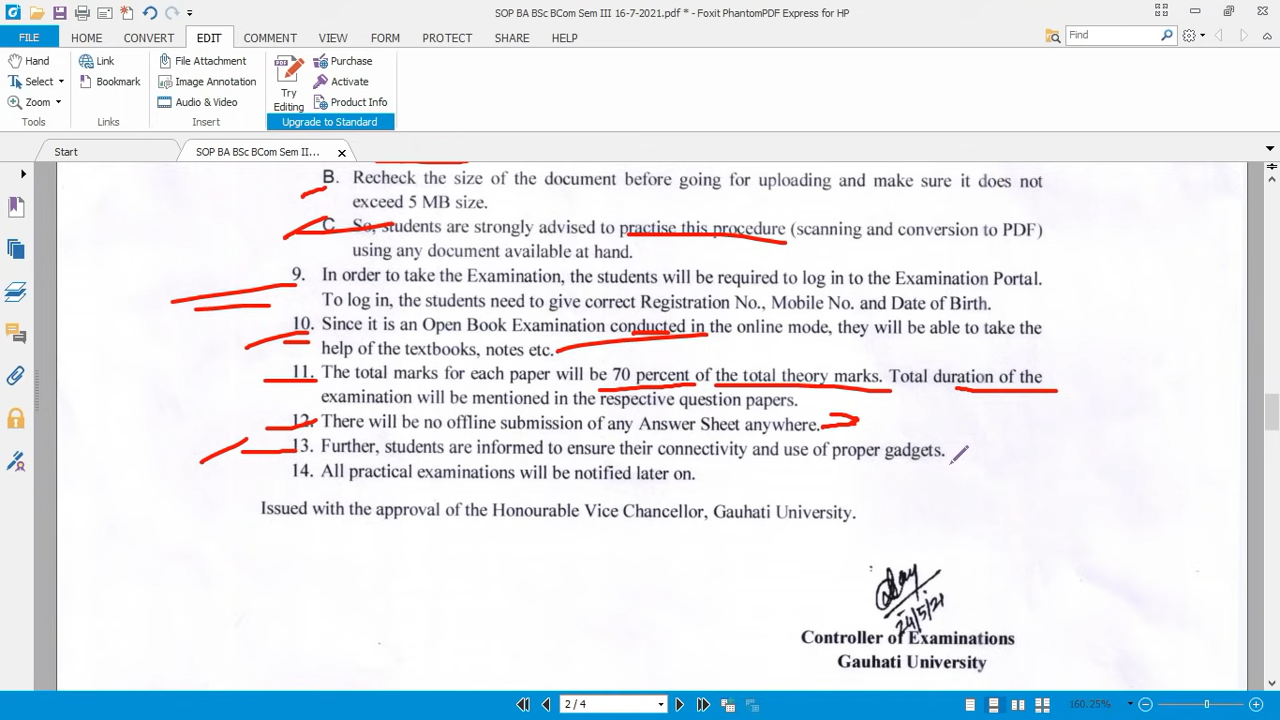 SOP BA BSc BCom Sem III 16-7-2021.pdf * - Foxit PhantomPDF Express for HP
FILE HOME CONVERT EDIT COMMENT VIEW FORM PROTECT SHARE HELP Find
Hand Link File Attachment Purchase
Select Bookmark Image Annotation Activate
Zoom Audio & Video Try Editing Product Info
Tools Links Insert Upgrade to Standard
Start SOP BA BSc BCom Sem II...
B. Recheck the size of the document before going for uploading and make sure it does not
exceed 5 MB size.
C So, students are strongly advised to practise this procedure (scanning and conversion to PDF)
using any document available at hand.
9. In order to take the Examination, the students will be required to log in to the Examination Portal.
To log in, the students need to give correct Registration No., Mobile No. and Date of Birth.
10. Since it is an Open Book Examination conducted in the online mode, they will be able to take the
help of the textbooks, notes etc.
11. The total marks for each paper will be 70 percent of the total theory marks. Total duration of the
examination will be mentioned in the respective question papers.
12. There will be no offline submission of any Answer Sheet anywhere.
13. Further, students are informed to ensure their connectivity and use of proper gadgets.
14. All practical examinations will be notified later on.
Issued with the approval of the Honourable Vice Chancellor, Gauhati University.
24/5/21
Controller of Examinations
Gauhati University
2 / 4 160.25%